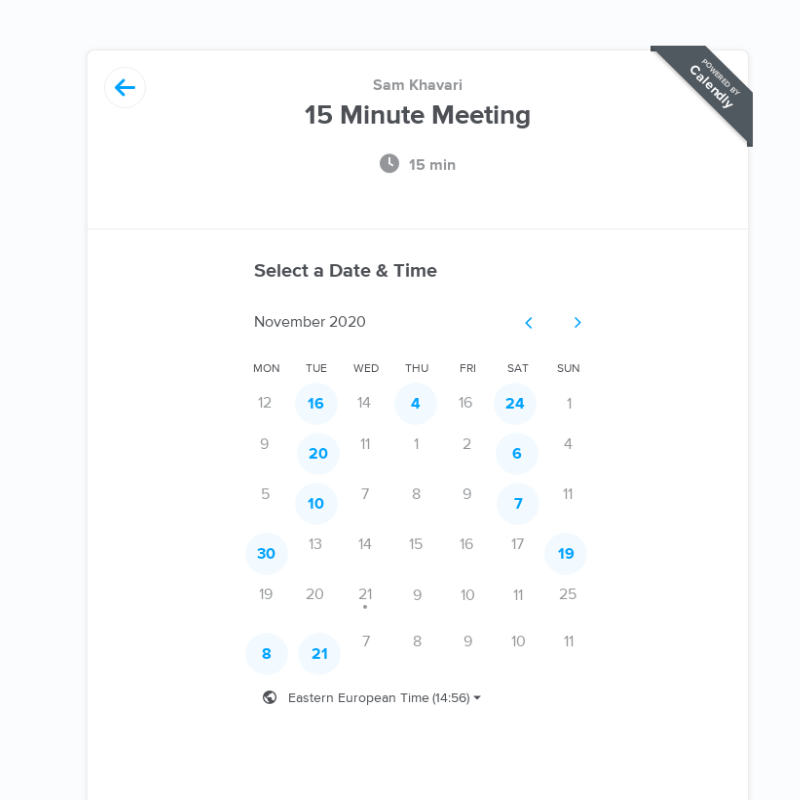 POWERED BY
Calendly
Sam Khavari
15 Minute Meeting
15 min
Select a Date & Time
November 2020
MON TUE WED THU FRI SAT SUN
12 16 14 4 16 24 1
9 20 11 1 2 6 4
5 10 7 8 9 7 11
30 13 14 15 16 17 19
19 20 21 9 10 11 25
8 21 7 8 9 10 11
Eastern European Time (14:56)